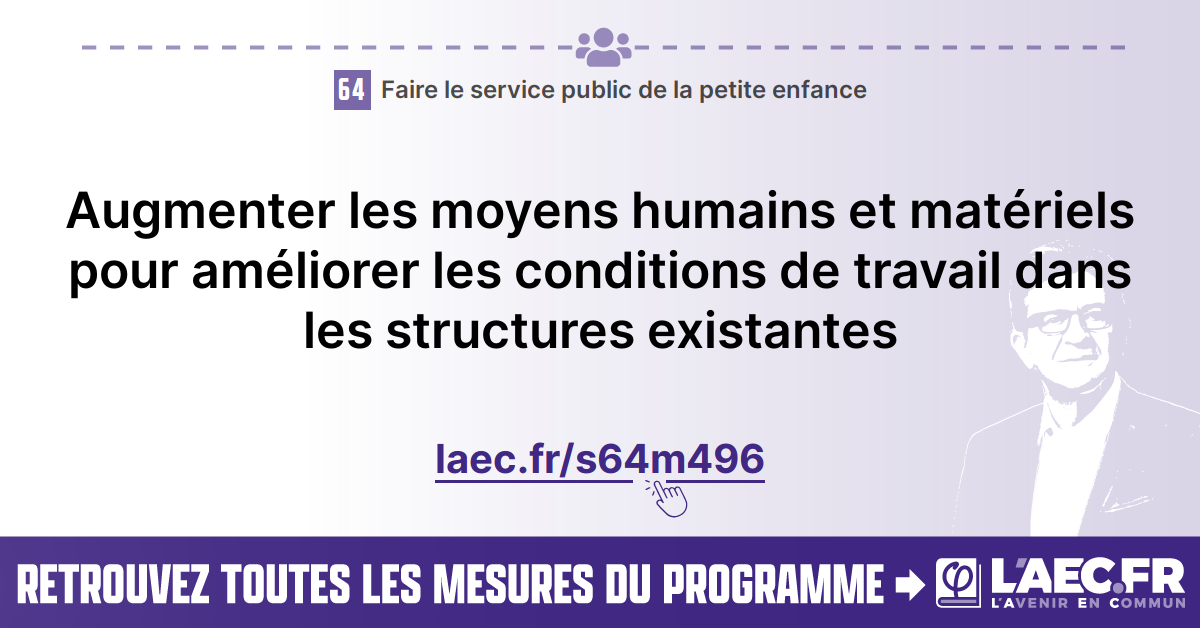 64 Faire le service public de la petite enfance
Augmenter les moyens humains et matériels
pour améliorer les conditions de travail dans
les structures existantes
laec.fr/s64m496
RETROUVEZ TOUTES LES MESURES DU PROGRAMME
φ L'AEC.FR
L'AVENIR EN COMMUN